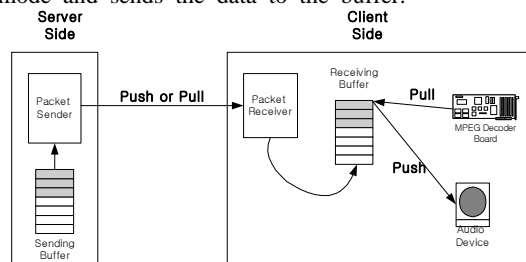 mode and sends the data to the buffer.
Server
Side
Client
Side
Packet
Sender
Push or Pull
Packet
Receiver
Receiving
Buffer
Pull
MPEG Decoder
Board
Push
Sending
Buffer
Audio
Device